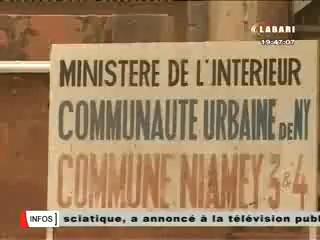 LABARI
19:47:07
MINISTERE DE L'INTERIEUR
COMMUNAUTE URBAINE DE NY
COMMUNE NIAMEY 3&4
INFOS sciatique, a annoncé à la télévision publ